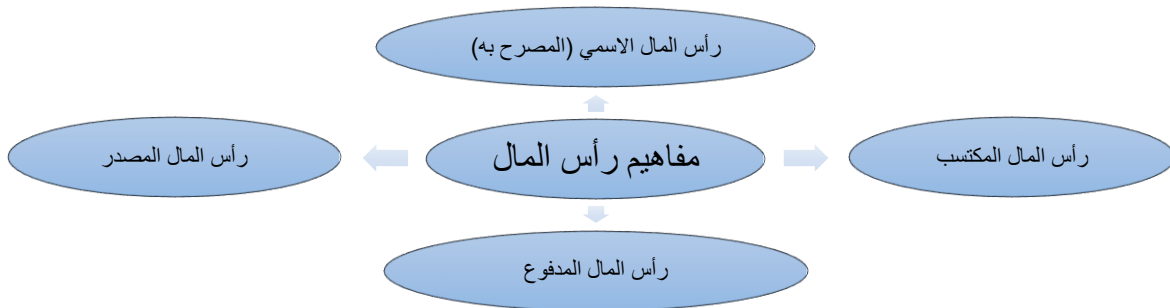 رأس المال الاسمي (المصرح به)
رأس المال المكتسب
مفاهيم رأس المال
رأس المال المصدر
رأس المال المدفوع